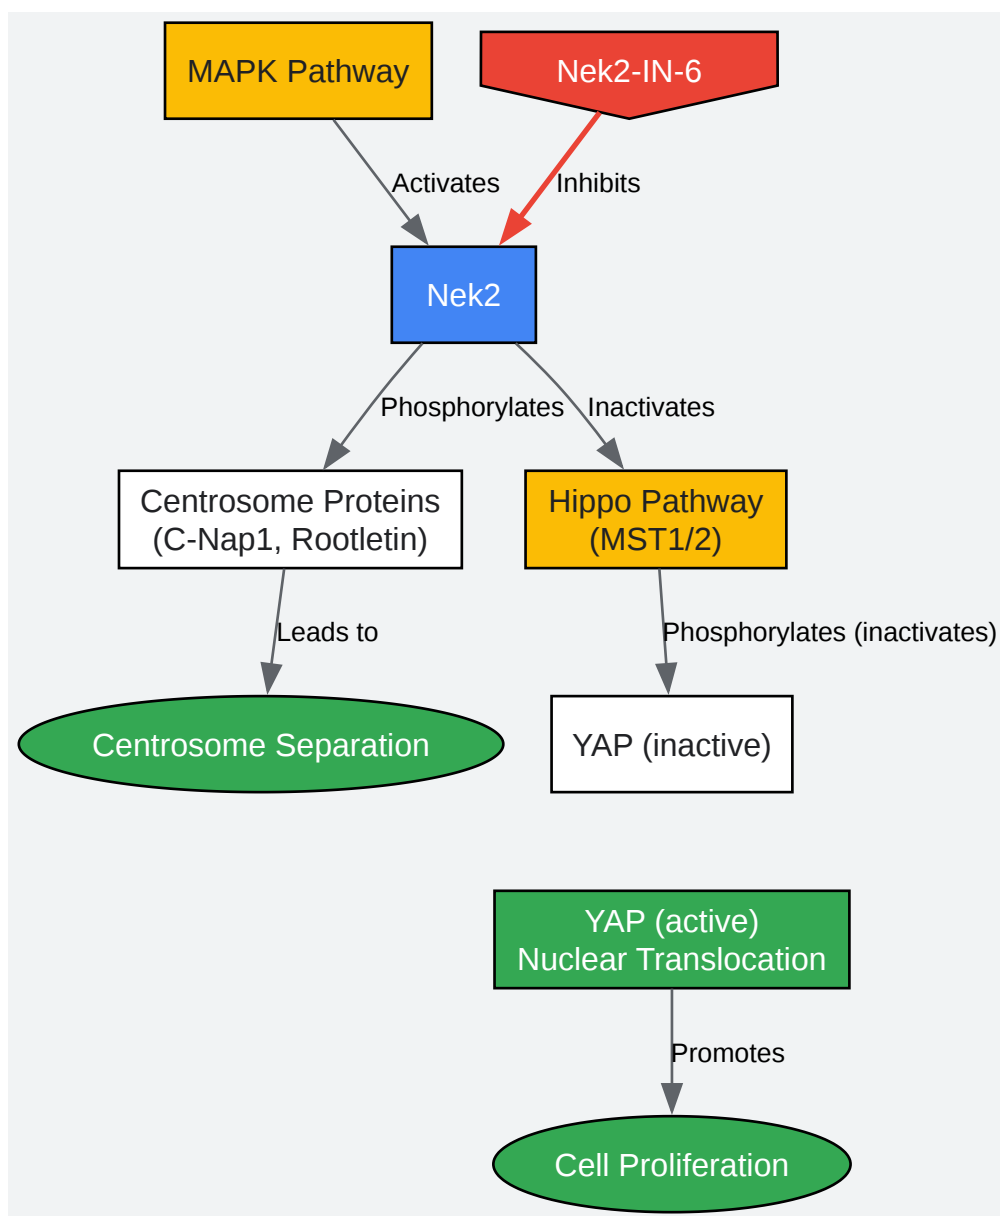 MAPK Pathway
Nek2-IN-6
Activates
Inhibits
Nek2
Phosphorylates
Inactivates
Centrosome Proteins
(C-Nap1, Rootletin)
Hippo Pathway
(MST1/2)
Leads to
Phosphorylates (inactivates)
Centrosome Separation
YAP (inactive)
YAP (active)
Nuclear Translocation
Promotes
Cell Proliferation